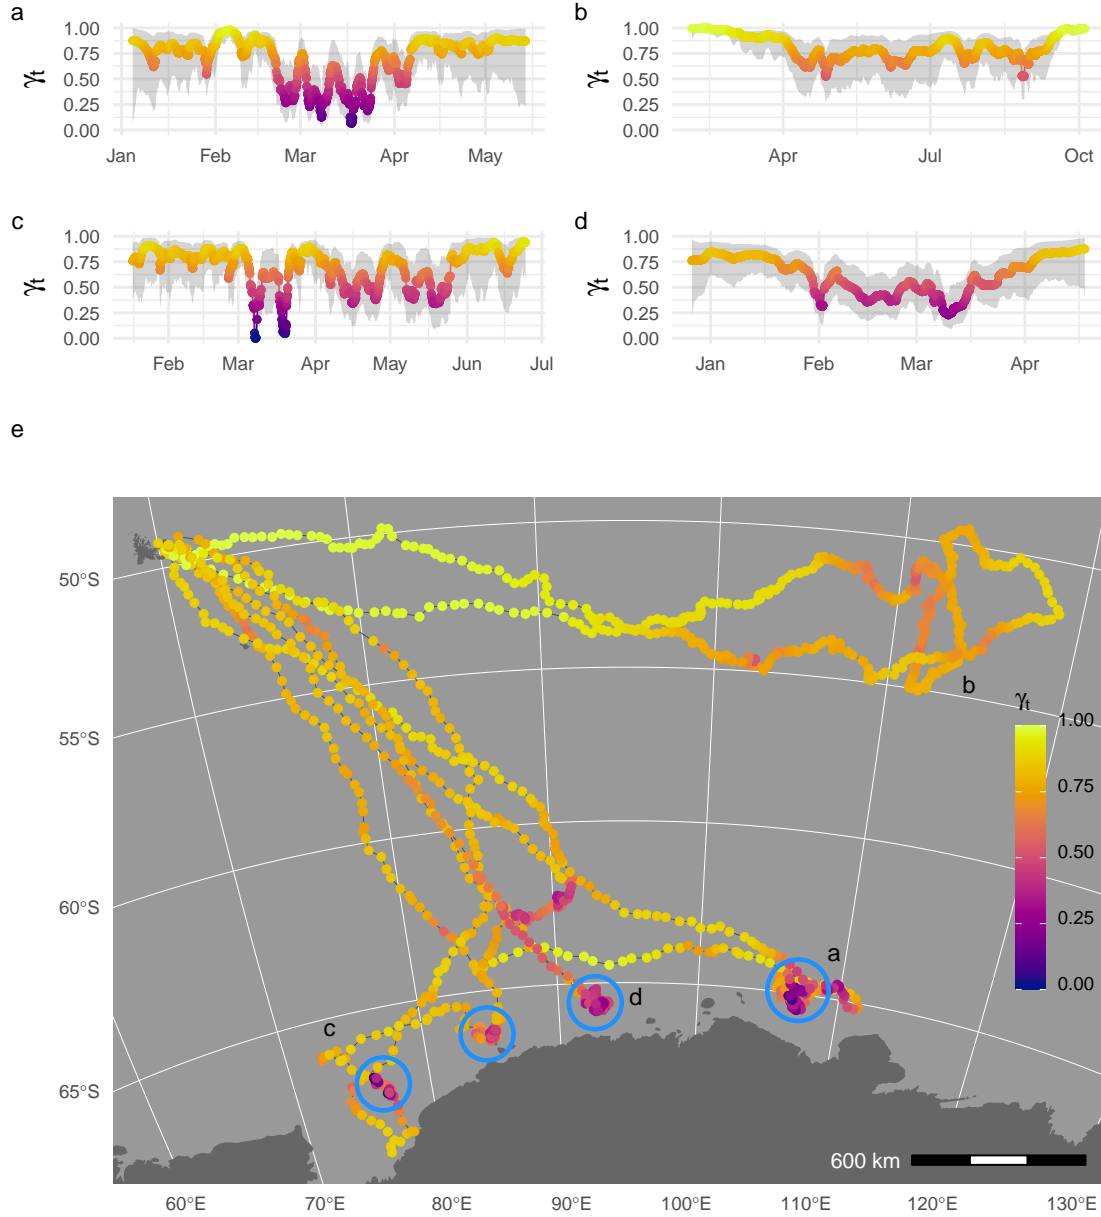 a
γt
1.00
0.75
0.50
0.25
0.00
Jan Feb Mar Apr May
b
γt
1.00
0.75
0.50
0.25
0.00
Apr Jul Oct
c
γt
1.00
0.75
0.50
0.25
0.00
Feb Mar Apr May Jun Jul
d
γt
1.00
0.75
0.50
0.25
0.00
Jan Feb Mar Apr
e
50°S
55°S
60°S
65°S
b
γt
1.00
0.75
0.50
0.25
0.00
a
d
c
600 km
60°E 70°E 80°E 90°E 100°E 110°E 120°E 130°E